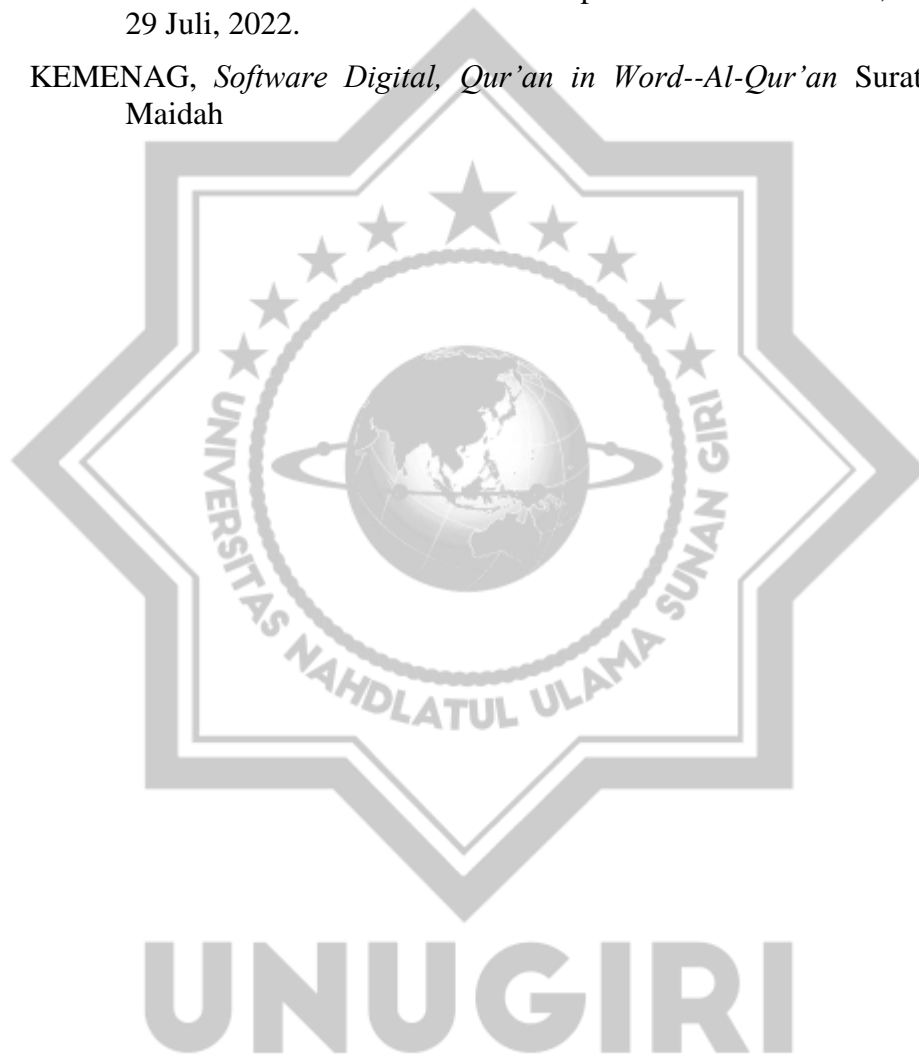 29 Juli, 2022.
KEMENAG, Software Digital, Qur’an in Word--Al-Qur’an Surat
Maidah
UNIVERSITAS NAHDLATUL ULAMA SUNAN GIRI
UNUGIRI